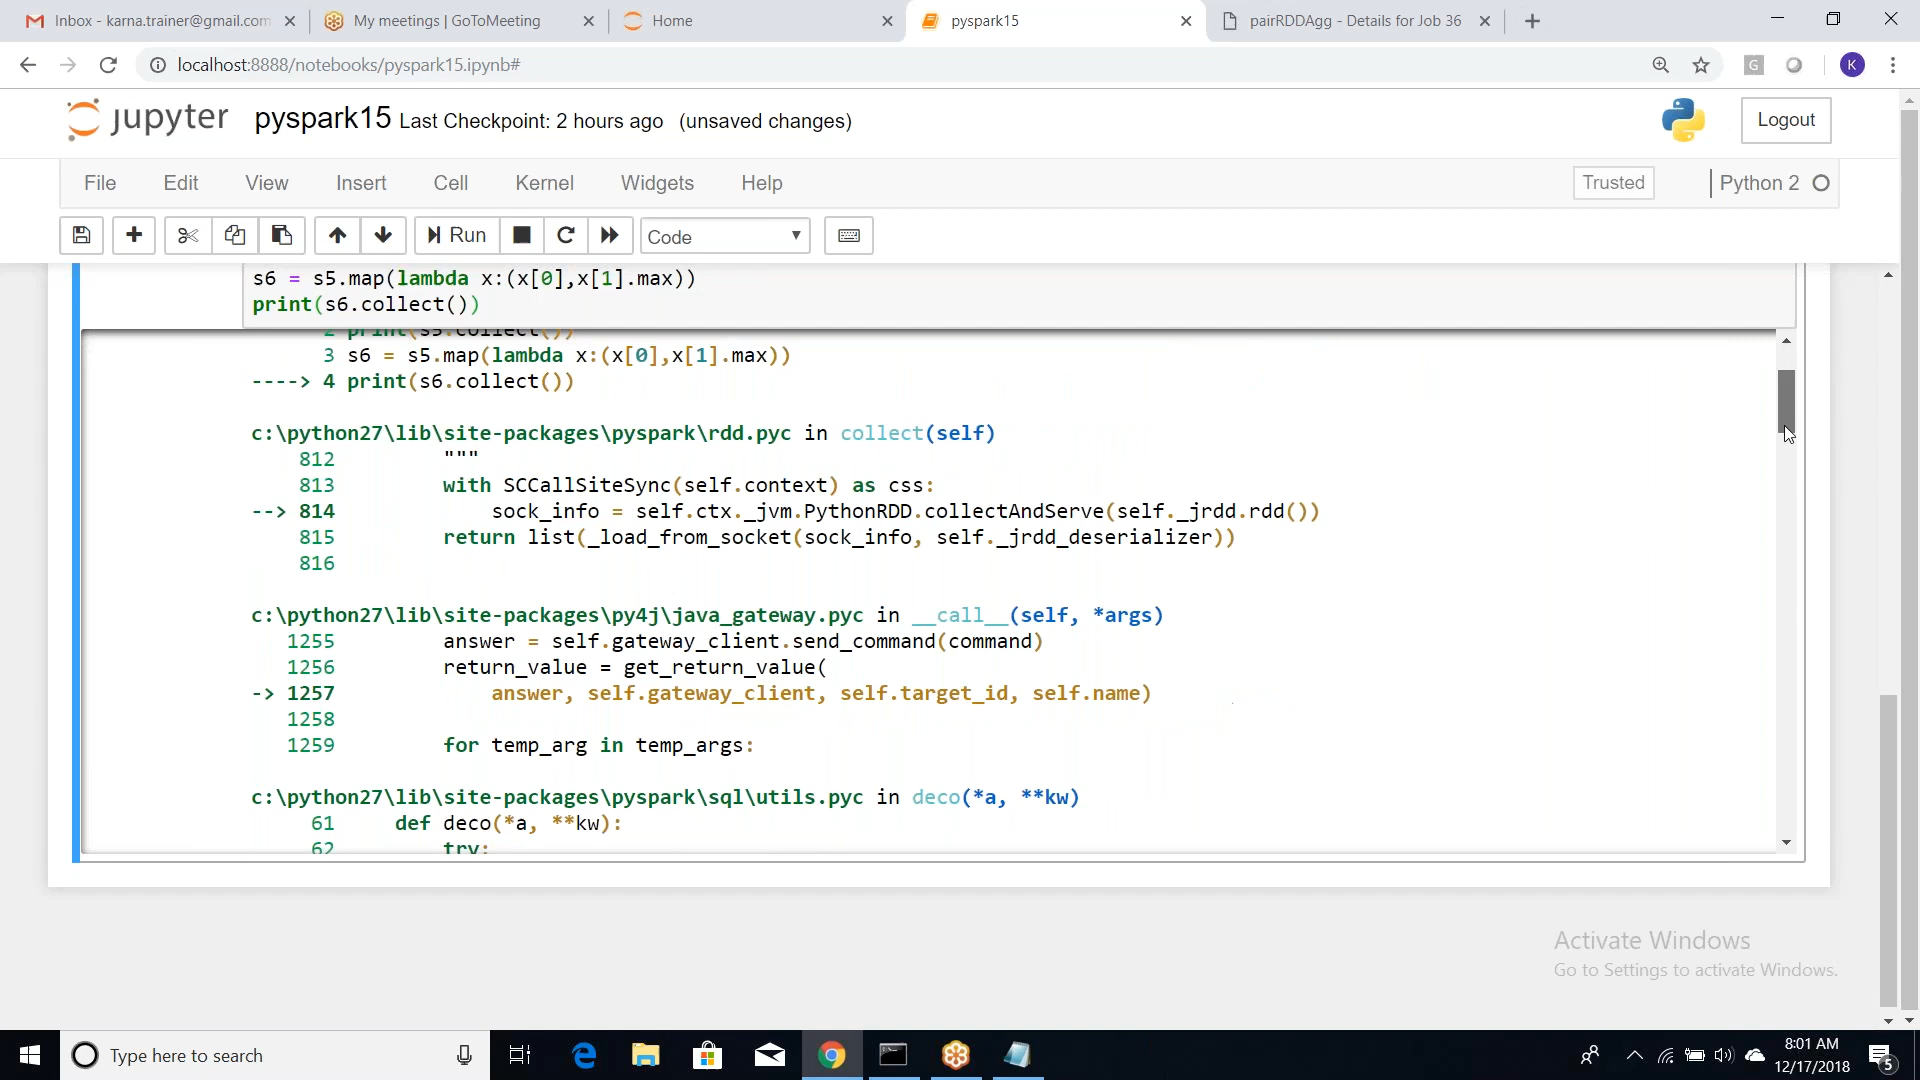 Inbox - karna.trainer@gmail.com
My meetings | GoToMeeting
Home
pyspark15
pairRDDAgg - Details for Job 36
localhost:8888/notebooks/pyspark15.ipynb#
G
K
jupyter pyspark15 Last Checkpoint: 2 hours ago (unsaved changes)
Logout
File Edit View Insert Cell Kernel Widgets Help
Trusted
Python 2
Run
Code
s6 = s5.map(lambda x:(x[0],x[1].max))
print(s6.collect())
2 print(s5.collect())
3 s6 = s5.map(lambda x:(x[0],x[1].max))
----> 4 print(s6.collect())
c:\python27\lib\site-packages\pyspark\rdd.pyc in collect(self)
812 """
813 with SCCallSiteSync(self.context) as css:
--> 814 sock_info = self.ctx._jvm.PythonRDD.collectAndServe(self._jrdd.rdd())
815 return list(_load_from_socket(sock_info, self._jrdd_deserializer))
816
c:\python27\lib\site-packages\py4j\java_gateway.pyc in __call__(self, *args)
1255 answer = self.gateway_client.send_command(command)
1256 return_value = get_return_value(
-> 1257 answer, self.gateway_client, self.target_id, self.name)
1258
1259 for temp_arg in temp_args:
c:\python27\lib\site-packages\pyspark\sql\utils.pyc in deco(*a, **kw)
61 def deco(*a, **kw):
62 try:
Activate Windows
Go to Settings to activate Windows.
Type here to search
8:01 AM
12/17/2018
5